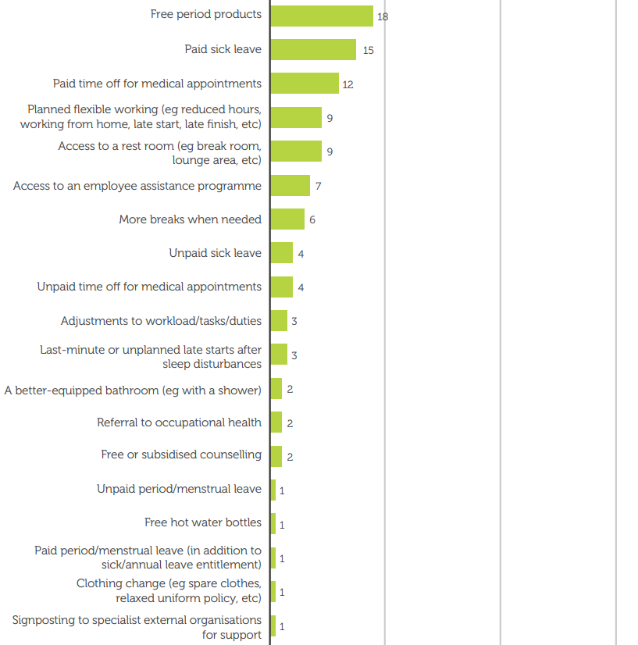 Free period products 18
Paid sick leave 15
Paid time off for medical appointments 12
Planned flexible working (eg reduced hours,
working from home, late start, late finish, etc) 9
Access to a rest room (eg break room,
lounge area, etc) 9
Access to an employee assistance programme 7
More breaks when needed 6
Unpaid sick leave 4
Unpaid time off for medical appointments 4
Adjustments to workload/tasks/duties 3
Last-minute or unplanned late starts after
sleep disturbances 3
A better-equipped bathroom (eg with a shower) 2
Referral to occupational health 2
Free or subsidised counselling 2
Unpaid period/menstrual leave 1
Free hot water bottles 1
Paid period/menstrual leave (in addition to
sick/annual leave entitlement) 1
Clothing change (eg spare clothes,
relaxed uniform policy, etc) 1
Signposting to specialist external organisations
for support 1